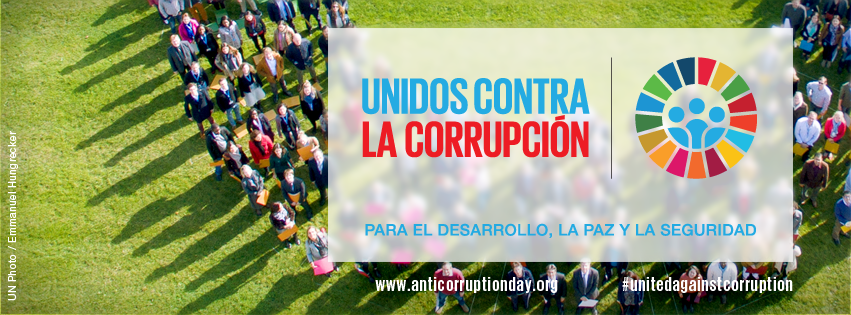 UNIDOS CONTRA
LA CORRUPCIÓN
PARA EL DESARROLLO, LA PAZ Y LA SEGURIDAD
www.anticorruptionday.org
#unitedagainstcorruption
UN Photo / Emmanuel Hungrecker